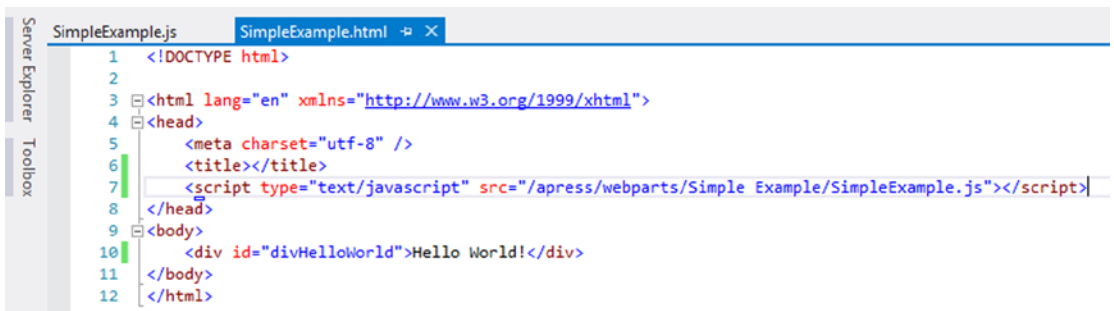 Server Explorer
Toolbox
SimpleExample.js
SimpleExample.html
1 <!DOCTYPE html>
2
3 <html lang="en" xmlns="http://www.w3.org/1999/xhtml">
4 <head>
5 <meta charset="utf-8" />
6 <title></title>
7 <script type="text/javascript" src="/apress/webparts/Simple Example/SimpleExample.js"></script>
8 </head>
9 <body>
10 <div id="divHelloWorld">Hello World!</div>
11 </body>
12 </html>